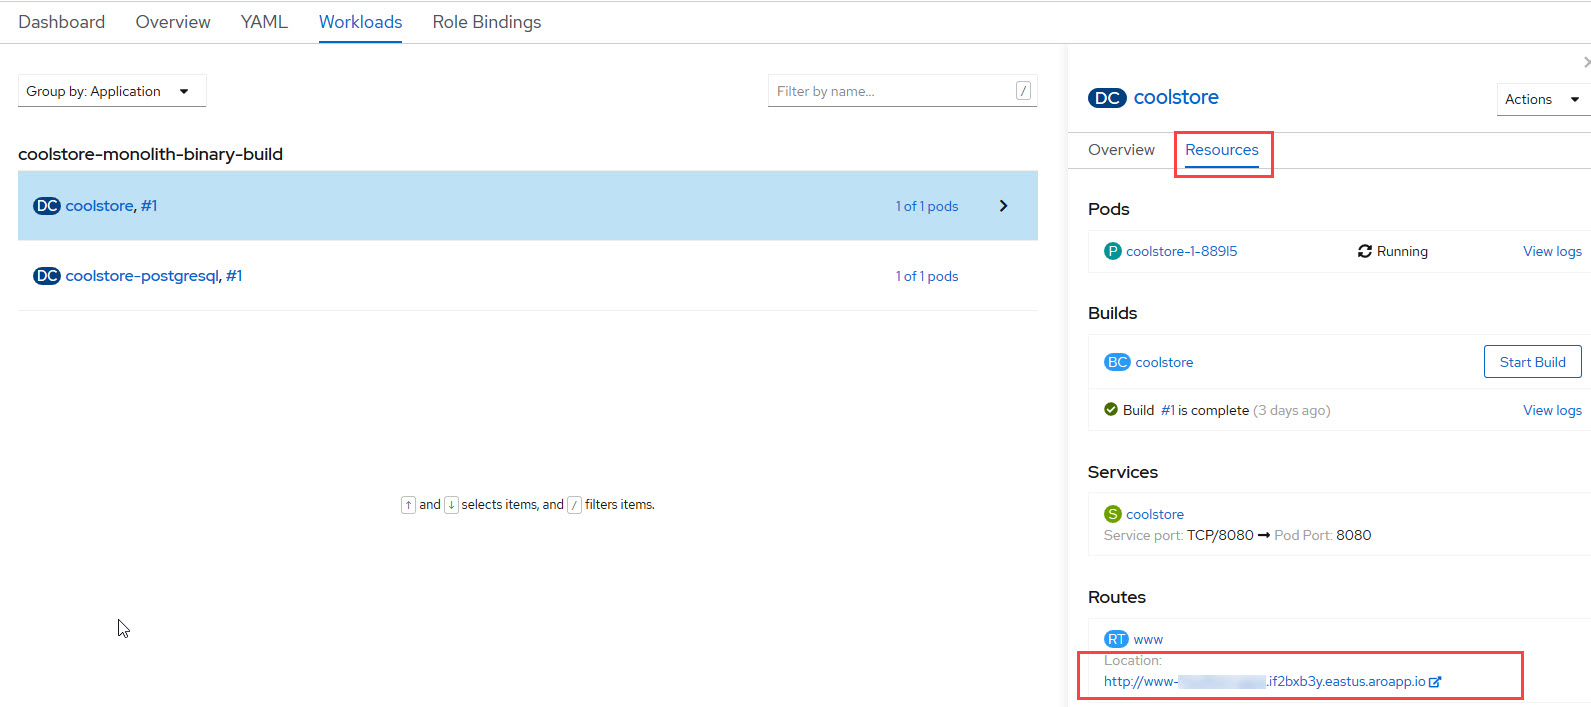 Dashboard Overview YAML Workloads Role Bindings
Group by: Application
Filter by name...
/
coolstore-monolith-binary-build
DC coolstore, #1 1 of 1 pods
DC coolstore-postgresql, #1 1 of 1 pods
↑ and ↓ selects items, and / filters items.
DC coolstore
Actions
Overview Resources
Pods
P coolstore-1-889l5 Running View logs
Builds
BC coolstore Start Build
Build #1 is complete (3 days ago) View logs
Services
S coolstore
Service port: TCP/8080 → Pod Port: 8080
Routes
RT www
Location:
http://www- .if2bxb3y.eastus.aroapp.io